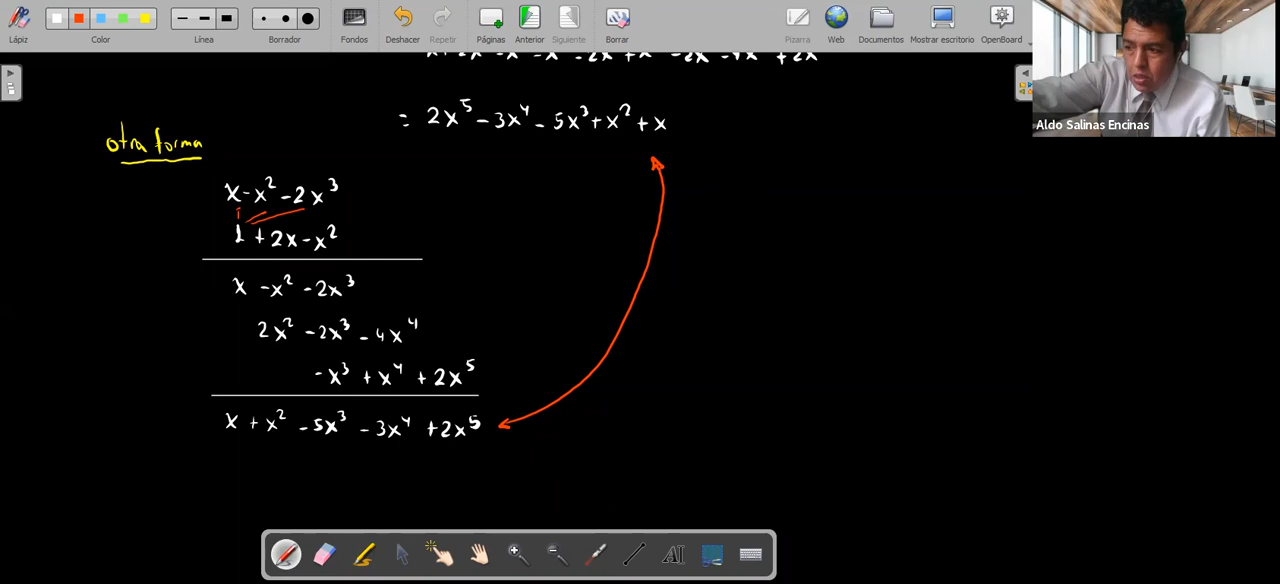 Lápiz Color Línea Borrador Fondos Deshacer Repetir Páginas Anterior Siguiente Borrar Pizarra Web Documentos Mostrar escritorio OpenBoard
Aldo Salinas Encinas
= 2x⁵ - 3x⁴ - 5x³ + x² + x
otra forma
x - x² - 2x³
1 + 2x - x²
x - x² - 2x³
2x² - 2x³ - 4x⁴
- x³ + x⁴ + 2x⁵
x + x² - 5x³ - 3x⁴ + 2x⁵
AI